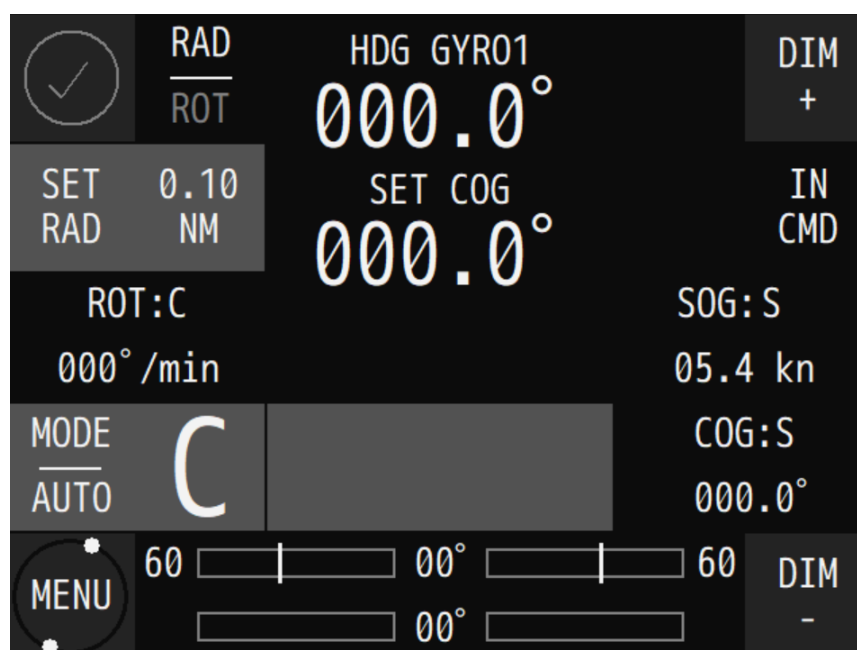 RAD
ROT
HDG GYRO1
000.0°
DIM
+
SET RAD
0.10 NM
SET COG
000.0°
IN
CMD
ROT:C
000°/min
SOG:S
05.4 kn
MODE
AUTO
C
COG:S
000.0°
MENU
60 00° 60
00°
DIM
-